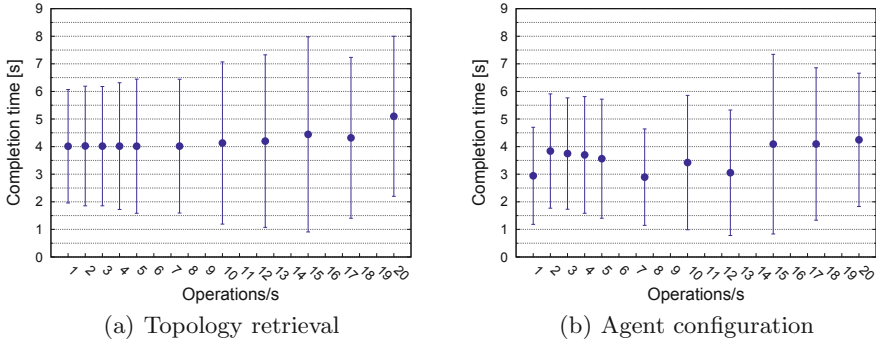 9
8
7
6
5
4
3
2
1
0
Completion time [s]
1 2 3 4 5 6 7 8 9 10 11 12 13 14 15 16 17 18 19 20
Operations/s
(a) Topology retrieval
9
8
7
6
5
4
3
2
1
0
Completion time [s]
1 2 3 4 5 6 7 8 9 10 11 12 13 14 15 16 17 18 19 20
Operations/s
(b) Agent configuration